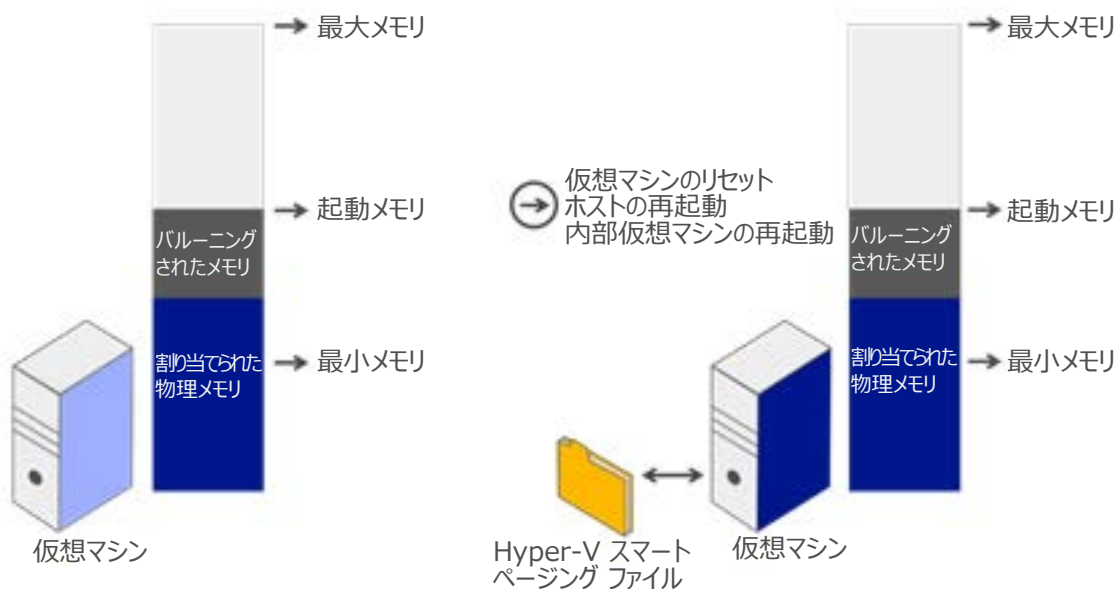 最大メモリ
起動メモリ
バルーニング
されたメモリ
割り当てられた
物理メモリ
最小メモリ
仮想マシン
仮想マシンのリセット
ホストの再起動
内部仮想マシンの再起動
最大メモリ
起動メモリ
バルーニング
されたメモリ
割り当てられた
物理メモリ
最小メモリ
Hyper-V スマート
ページング ファイル
仮想マシン